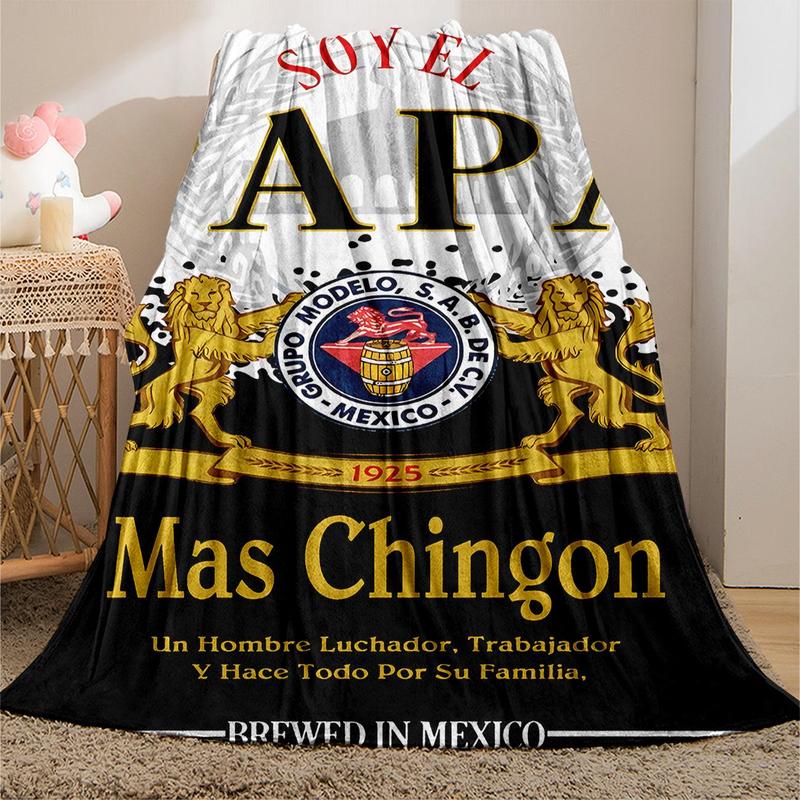 SOY EL
APA
GRUPO MODELO, S.A.B. DE C.V.
- MEXICO -
1925
Mas Chingon
Un Hombre Luchador, Trabajador
Y Hace Todo Por Su Familia,
BREWED IN MEXICO